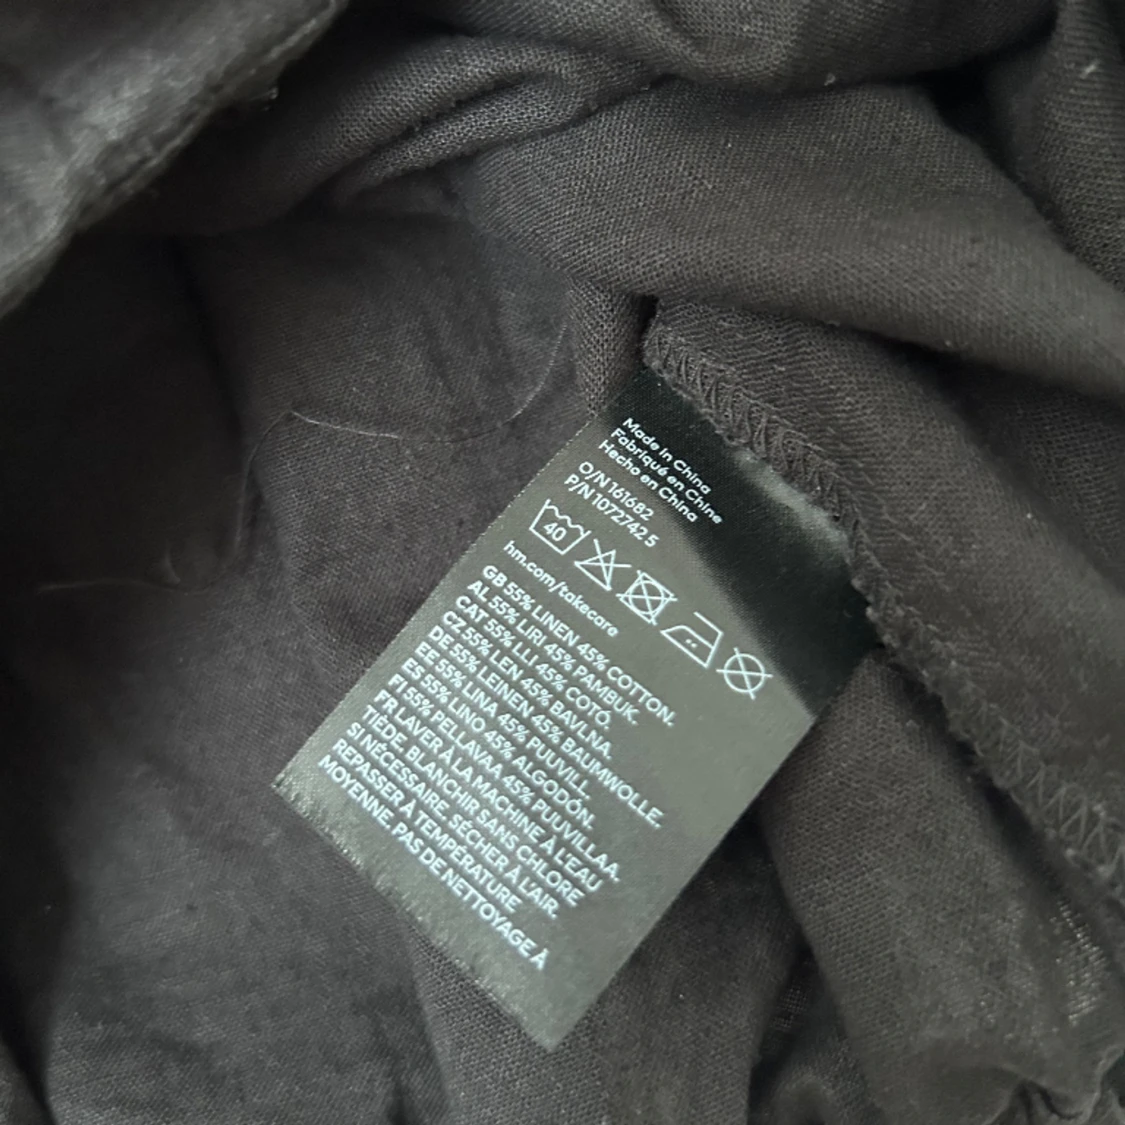 Made in China
Fabriqué en Chine
Hecho en China
O/N 161682
P/N 1072742 5
40
hm.com/takecare
GB 55% LINEN 45% COTTON.
AL 55% LIRI 45% PAMBUK.
CAT 55% LLI 45% COTÓ.
CZ 55% LEN 45% BAVLNA.
DE 55% LEINEN 45% BAUMWOLLE.
EE 55% LINA 45% PUUVILL.
ES 55% LINO 45% ALGODÓN.
FI 55% PELLAVAA 45% PUUVILLAA.
FR LAVER À LA MACHINE À L'EAU
TIÈDE. BLANCHIR SANS CHLORE
SI NÉCESSAIRE. SÉCHER À L'AIR.
REPASSER À TEMPÉRATURE
MOYENNE. PAS DE NETTOYAGE À